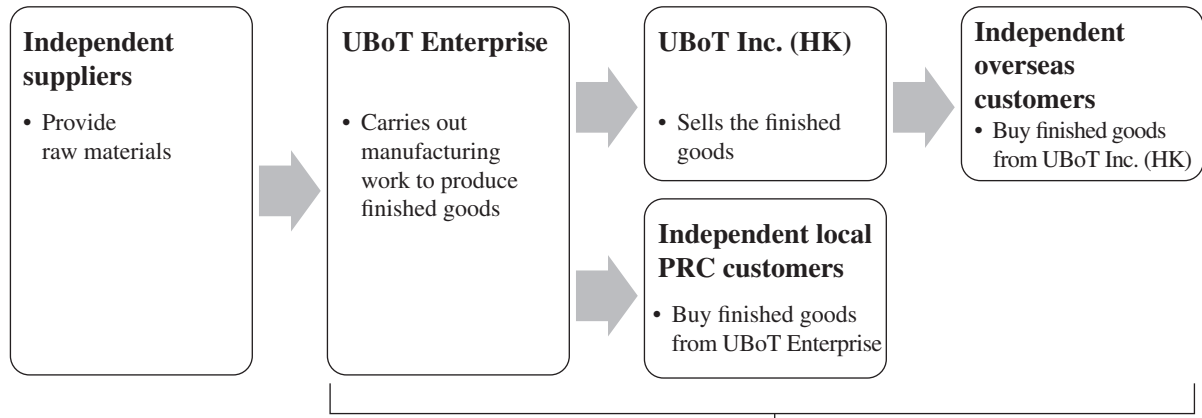 Independent
suppliers
• Provide
raw materials
UBoT Enterprise
• Carries out
manufacturing
work to produce
finished goods
UBoT Inc. (HK)
• Sells the finished
goods
Independent
overseas
customers
• Buy finished goods
from UBoT Inc. (HK)
Independent local
PRC customers
• Buy finished goods
from UBoT Enterprise